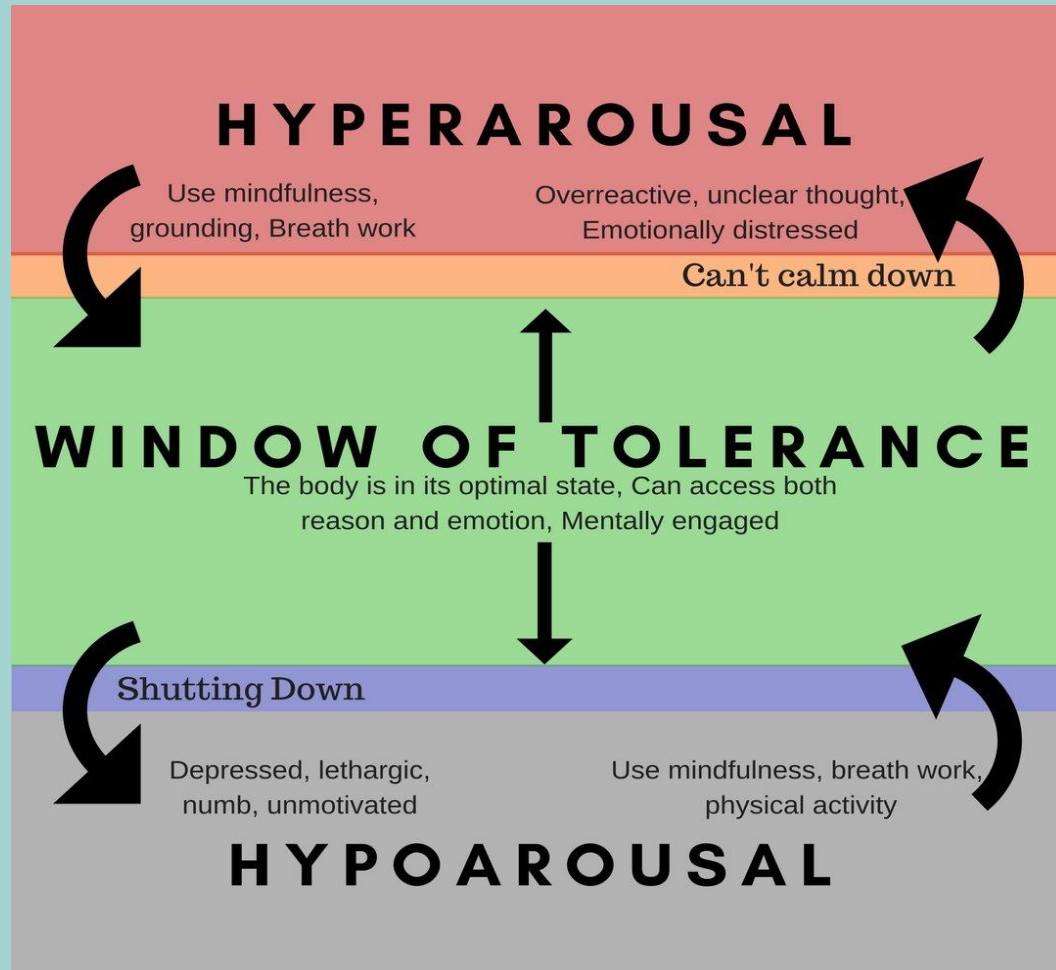 HYPERAROUSAL
Use mindfulness,
grounding, Breath work
Overreactive, unclear thought,
Emotionally distressed
Can't calm down
WINDOW OF TOLERANCE
The body is in its optimal state, Can access both
reason and emotion, Mentally engaged
Shutting Down
Depressed, lethargic,
numb, unmotivated
Use mindfulness, breath work,
physical activity
HYPOAROUSAL